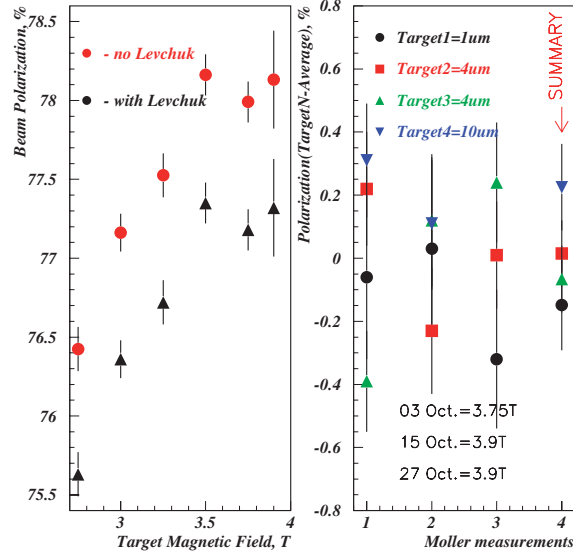 Beam Polarization, %
78.5
78
77.5
77
76.5
76
75.5
- no Levchuk
- with Levchuk
3
3.5
4
Target Magnetic Field, T
Polarization(TargetN-Average), %
0.8
0.6
0.4
0.2
0
-0.2
-0.4
-0.6
-0.8
Target1=1um
Target2=4um
Target3=4um
Target4=10um
SUMMARY
03 Oct.=3.75T
15 Oct.=3.9T
27 Oct.=3.9T
1
2
3
4
Moller measurements